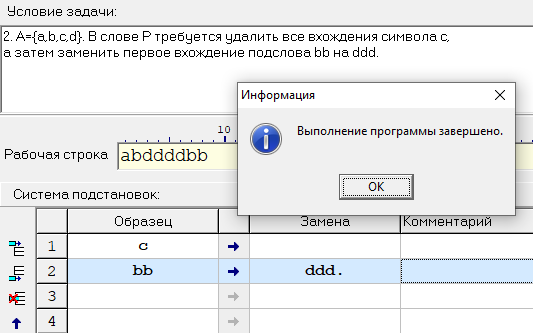 Условие задачи:
2. A={a,b,c,d}. В слове P требуется удалить все вхождения символа c,
а затем заменить первое вхождение подслова bb на ddd.
Информация
Выполнение программы завершено.
OK
10
Рабочая строка abddddbb
Система подстановок:
Образец Замена Комментарий
1 c
2 bb ddd.
3
4